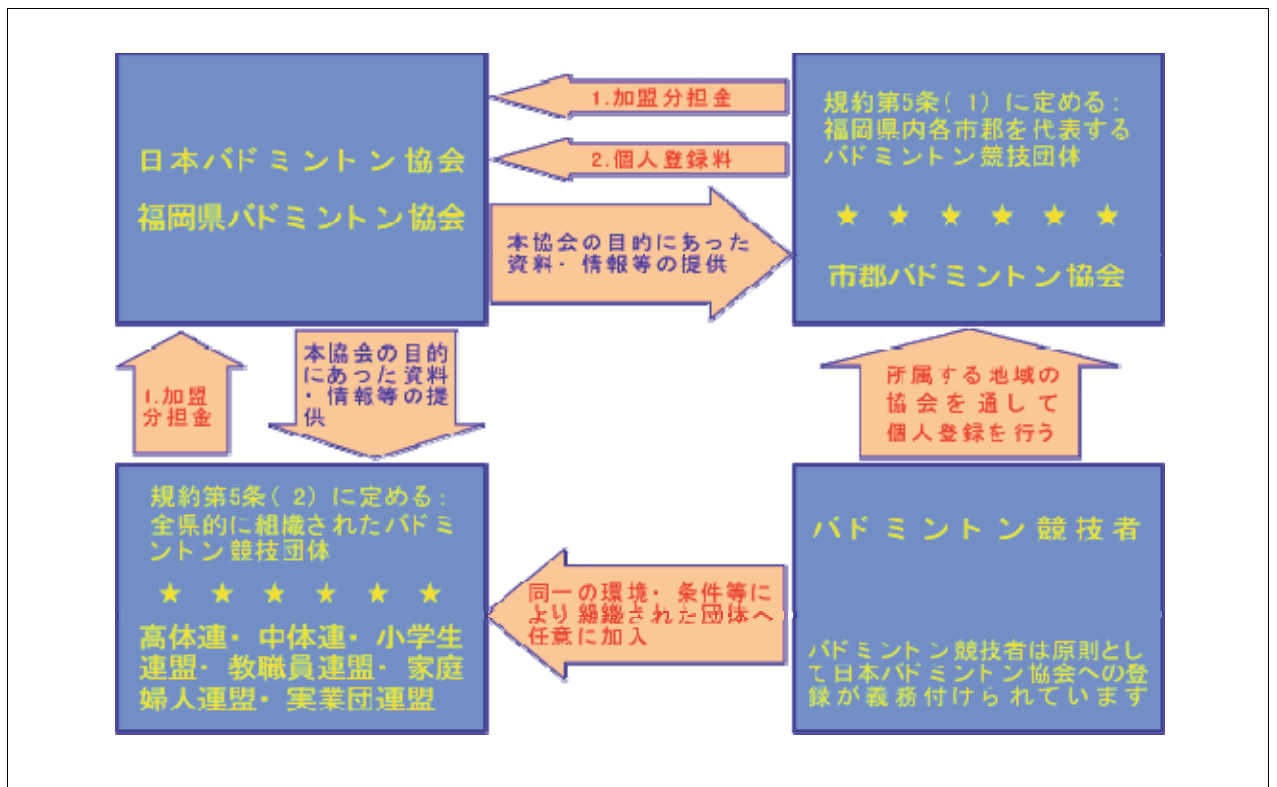 日本バドミントン協会
福岡県バドミントン協会
1.加盟分担金
2.個人登録料
本協会の目的にあった
資料・情報等の提供
規約第5条(1)に定める:
福岡県内各市郡を代表する
バドミントン競技団体
★ ★ ★ ★ ★ ★
市郡バドミントン協会
1.加盟
分担金
本協会の目的
にあった資料
・情報等の提
供
所属する地域の
協会を通して
個人登録を行う
規約第5条(2)に定める:
全県的に組織されたバドミ
ントン競技団体
★ ★ ★ ★ ★ ★
高体連・中体連・小学生
連盟・教職員連盟・家庭
婦人連盟・実業団連盟
同一の環境・条件等に
より組織された団体へ
任意に加入
バドミントン競技者
バドミントン競技者は原則とし
て日本バドミントン協会への登
録が義務付けられています